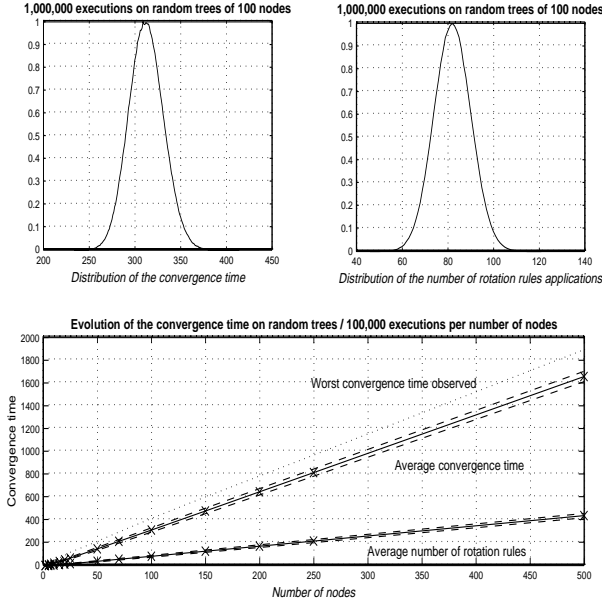 1,000,000 executions on random trees of 100 nodes
1
0.9
0.8
0.7
0.6
0.5
0.4
0.3
0.2
0.1
0
200 250 300 350 400 450
Distribution of the convergence time
1,000,000 executions on random trees of 100 nodes
1
0.9
0.8
0.7
0.6
0.5
0.4
0.3
0.2
0.1
0
40 60 80 100 120 140
Distribution of the number of rotation rules applications
Evolution of the convergence time on random trees / 100,000 executions per number of nodes
2000
1800
1600
1400
1200
1000
800
600
400
200
0
Convergence time
Worst convergence time observed
Average convergence time
Average number of rotation rules
0 50 100 150 200 250 300 350 400 450 500
Number of nodes